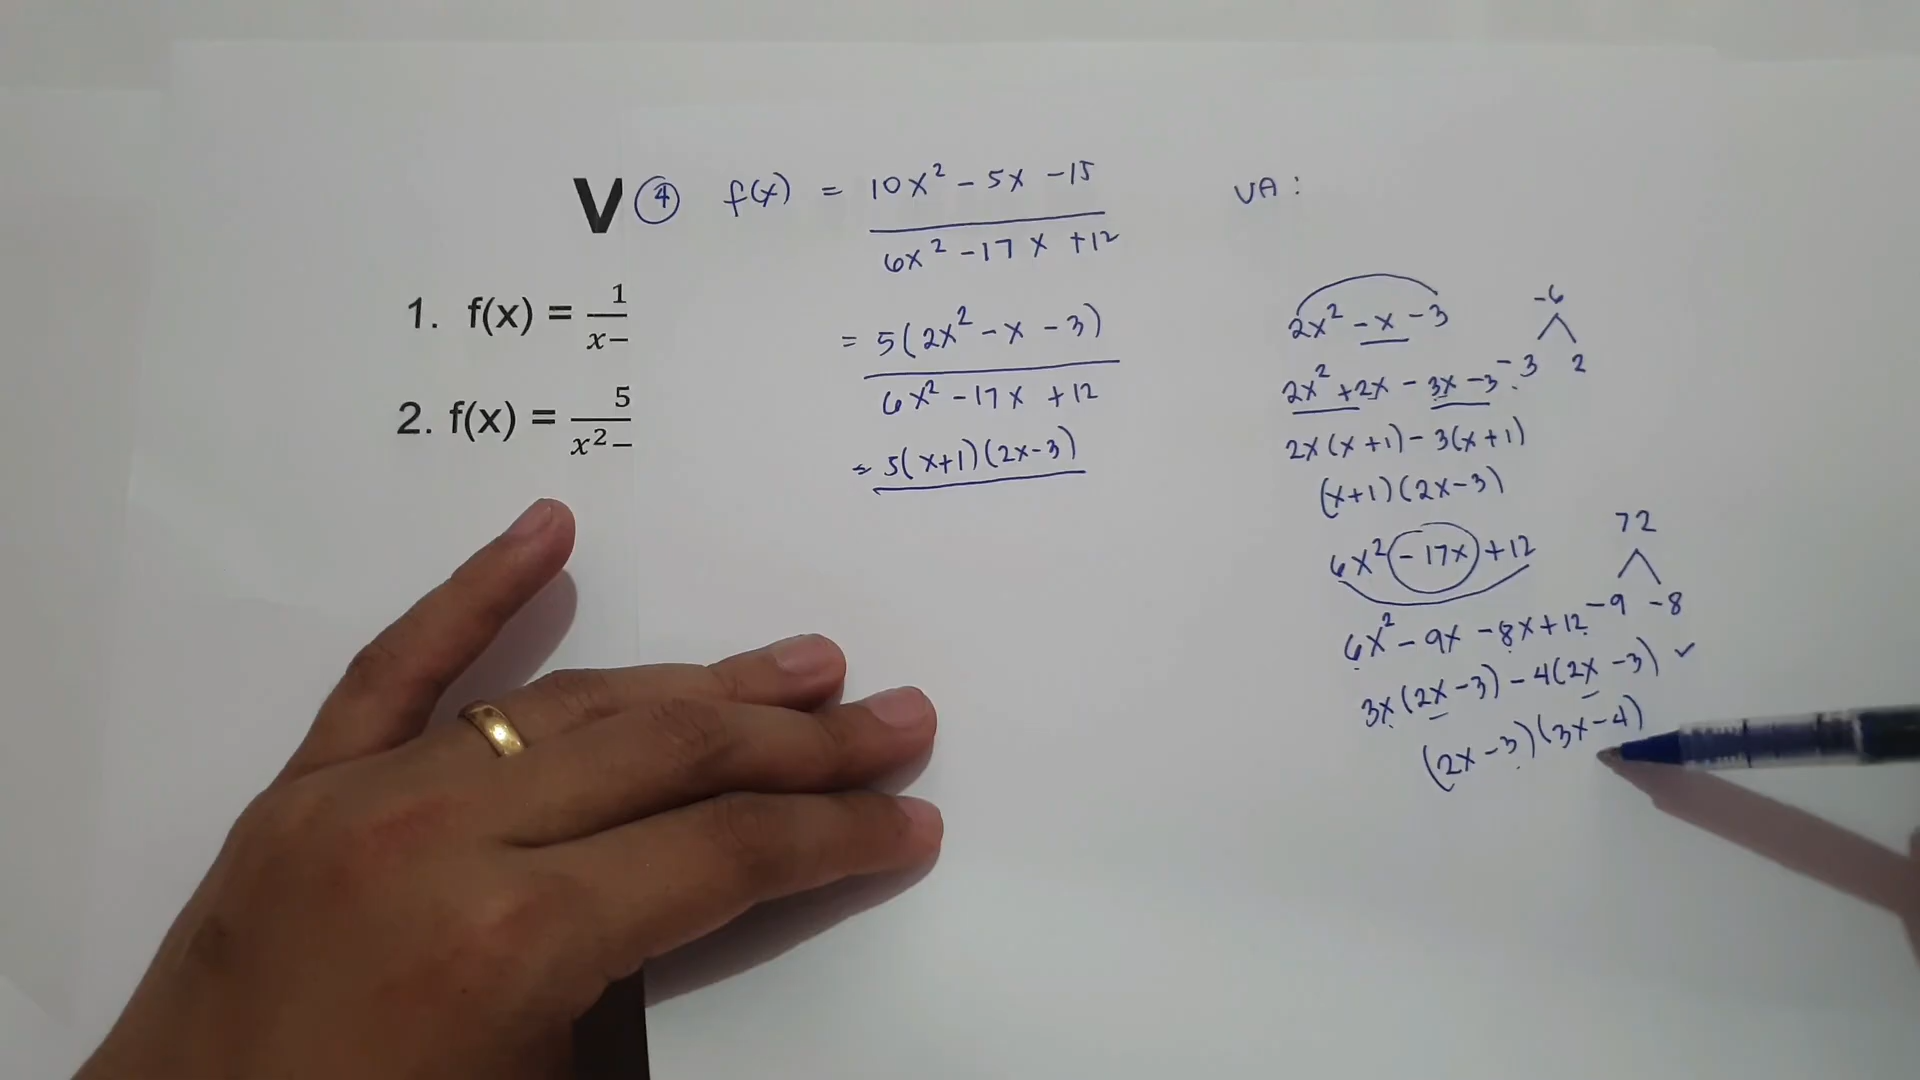 V
1. f(x) = 1/x−
2. f(x) = 5/x²−
④ f(x) = 10x² − 5x − 15 / 6x² − 17x + 12
= 5(2x² − x − 3) / 6x² − 17x + 12
= 5(x+1)(2x−3)
VA:
2x² − x − 3
−6
−3 2
2x² + 2x − 3x − 3
2x(x+1) − 3(x+1)
(x+1)(2x−3)
6x² − 17x + 12
72
−9 −8
6x² − 9x − 8x + 12
3x(2x−3) − 4(2x−3) ✓
(2x−3)(3x−4)